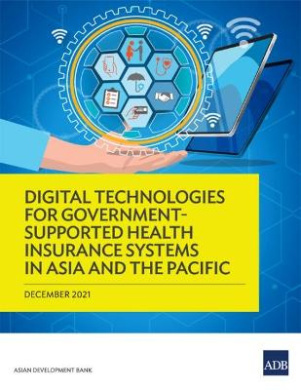 DIGITAL TECHNOLOGIES
FOR GOVERNMENT-
SUPPORTED HEALTH
INSURANCE SYSTEMS
IN ASIA AND THE PACIFIC
DECEMBER 2021
ASIAN DEVELOPMENT BANK
ADB